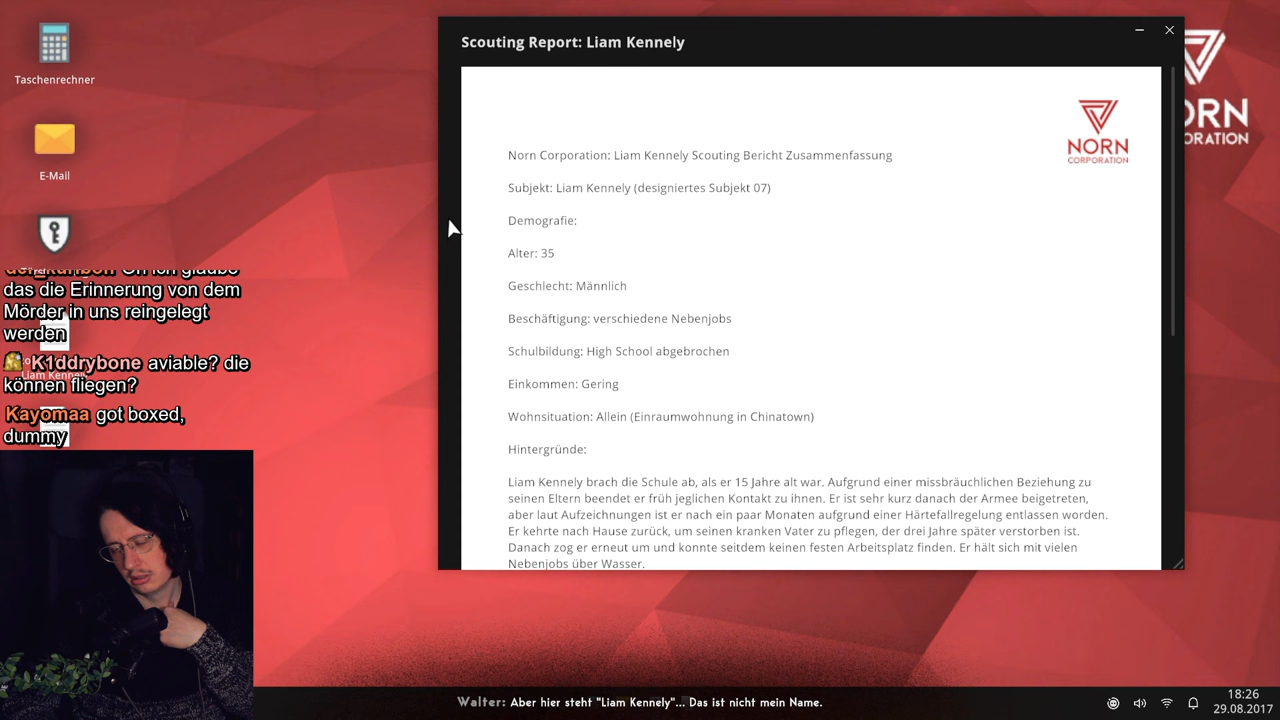 Taschenrechner
E-Mail
das die Erinnerung von dem
Mörder in uns reingelegt
werden
K1ddrybone aviable? die
können fliegen?
Kayomaa got boxed,
dummy
Scouting Report: Liam Kennely
NORN
CORPORATION
Norn Corporation: Liam Kennely Scouting Bericht Zusammenfassung
Subjekt: Liam Kennely (designiertes Subjekt 07)
Demografie:
Alter: 35
Geschlecht: Männlich
Beschäftigung: verschiedene Nebenjobs
Schulbildung: High School abgebrochen
Einkommen: Gering
Wohnsituation: Allein (Einraumwohnung in Chinatown)
Hintergründe:
Liam Kennely brach die Schule ab, als er 15 Jahre alt war. Aufgrund einer missbräuchlichen Beziehung zu
seinen Eltern beendet er früh jeglichen Kontakt zu ihnen. Er ist sehr kurz danach der Armee beigetreten,
aber laut Aufzeichnungen ist er nach ein paar Monaten aufgrund einer Härtefallregelung entlassen worden.
Er kehrte nach Hause zurück, um seinen kranken Vater zu pflegen, der drei Jahre später verstorben ist.
Danach zog er erneut um und konnte seitdem keinen festen Arbeitsplatz finden. Er hält sich mit vielen
Nebenjobs über Wasser.
ORN
ORATION
Walter: Aber hier steht "Liam Kennely"... Das ist nicht mein Name.
18:26
29.08.2017